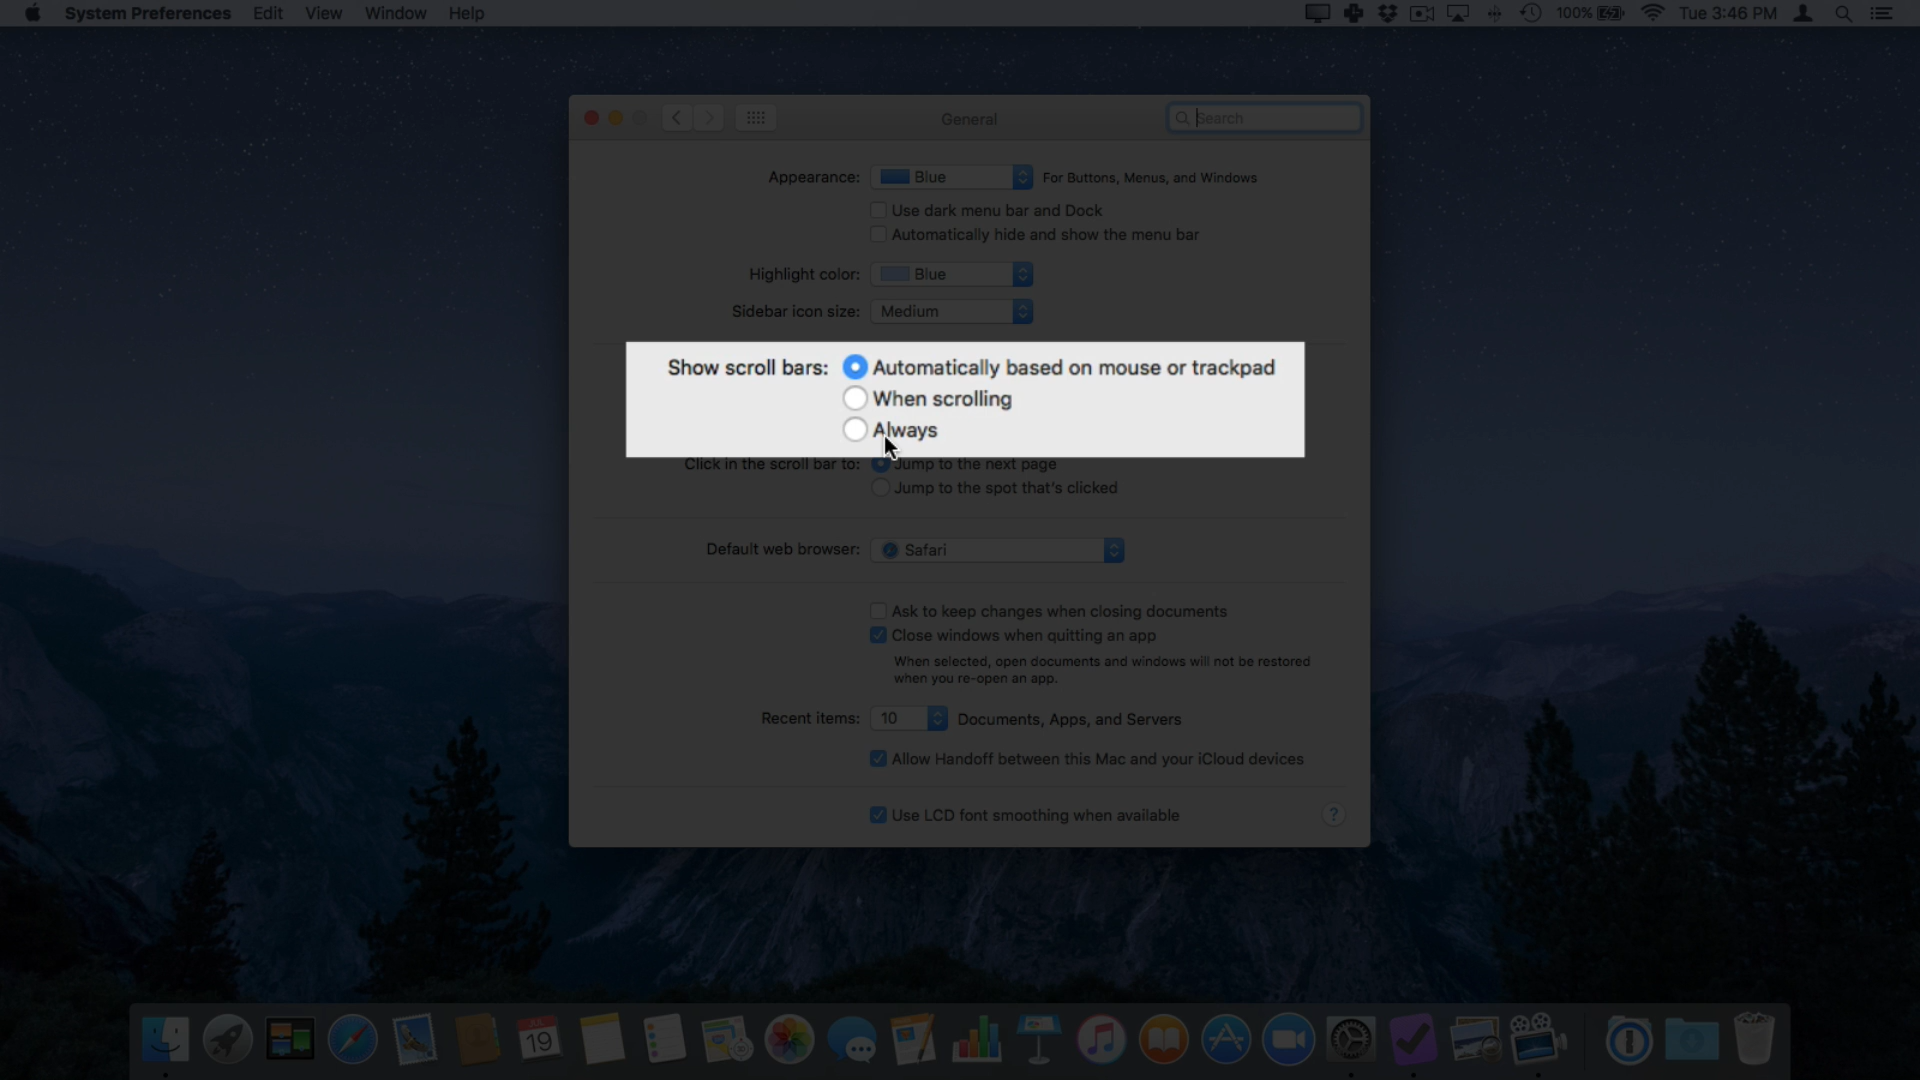 System Preferences Edit View Window Help 100% Tue 3:46 PM
General Search
Appearance: Blue For Buttons, Menus, and Windows
Use dark menu bar and Dock
Automatically hide and show the menu bar
Highlight color: Blue
Sidebar icon size: Medium
Show scroll bars: Automatically based on mouse or trackpad
When scrolling
Always
Click in the scroll bar to: Jump to the next page
Jump to the spot that's clicked
Default web browser: Safari
Ask to keep changes when closing documents
Close windows when quitting an app
When selected, open documents and windows will not be restored
when you re-open an app.
Recent items: 10 Documents, Apps, and Servers
Allow Handoff between this Mac and your iCloud devices
Use LCD font smoothing when available ?
JUL
19